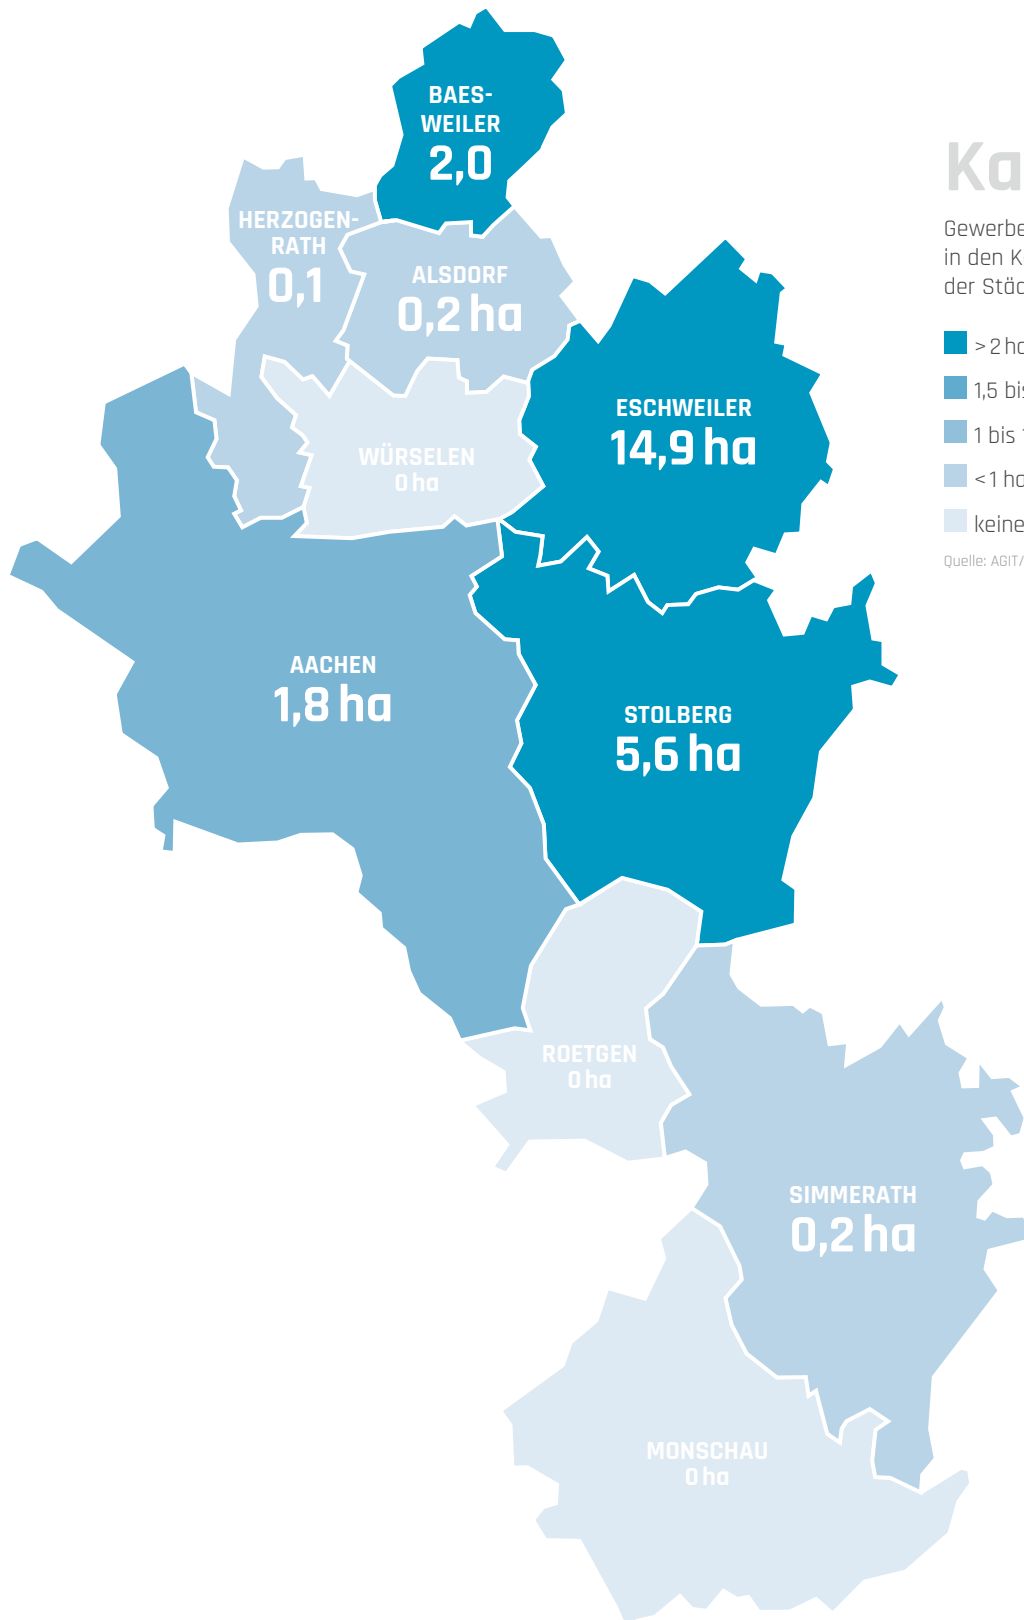 BAES-
WEILER
2,0
HERZOGEN-
RATH
0,1
ALSDORF
0,2 ha
ESCHWEILER
14,9 ha
WÜRSELEN
0 ha
AACHEN
1,8 ha
STOLBERG
5,6 ha
ROETGEN
0 ha
SIMMERATH
0,2 ha
MONSCHAU
0 ha
Ka
Gewerbe
in den K
der Städ
> 2 ha
1,5 bis
1 bis 1
< 1 ha
keine
Quelle: AGIT/